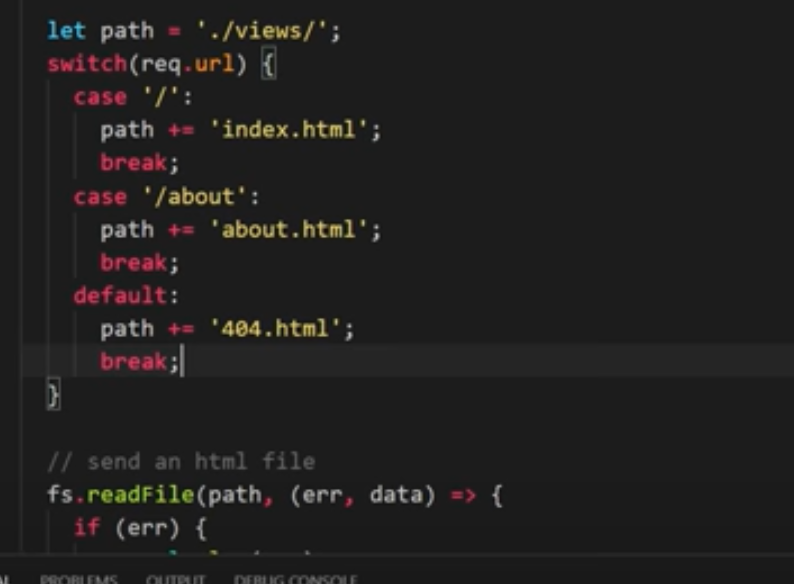 let path = './views/';
switch(req.url) {
case '/':
path += 'index.html';
break;
case '/about':
path += 'about.html';
break;
default:
path += '404.html';
break;
}
// send an html file
fs.readFile(path, (err, data) => {
if (err) {
PROBLEMS OUTPUT DEBUG CONSOLE